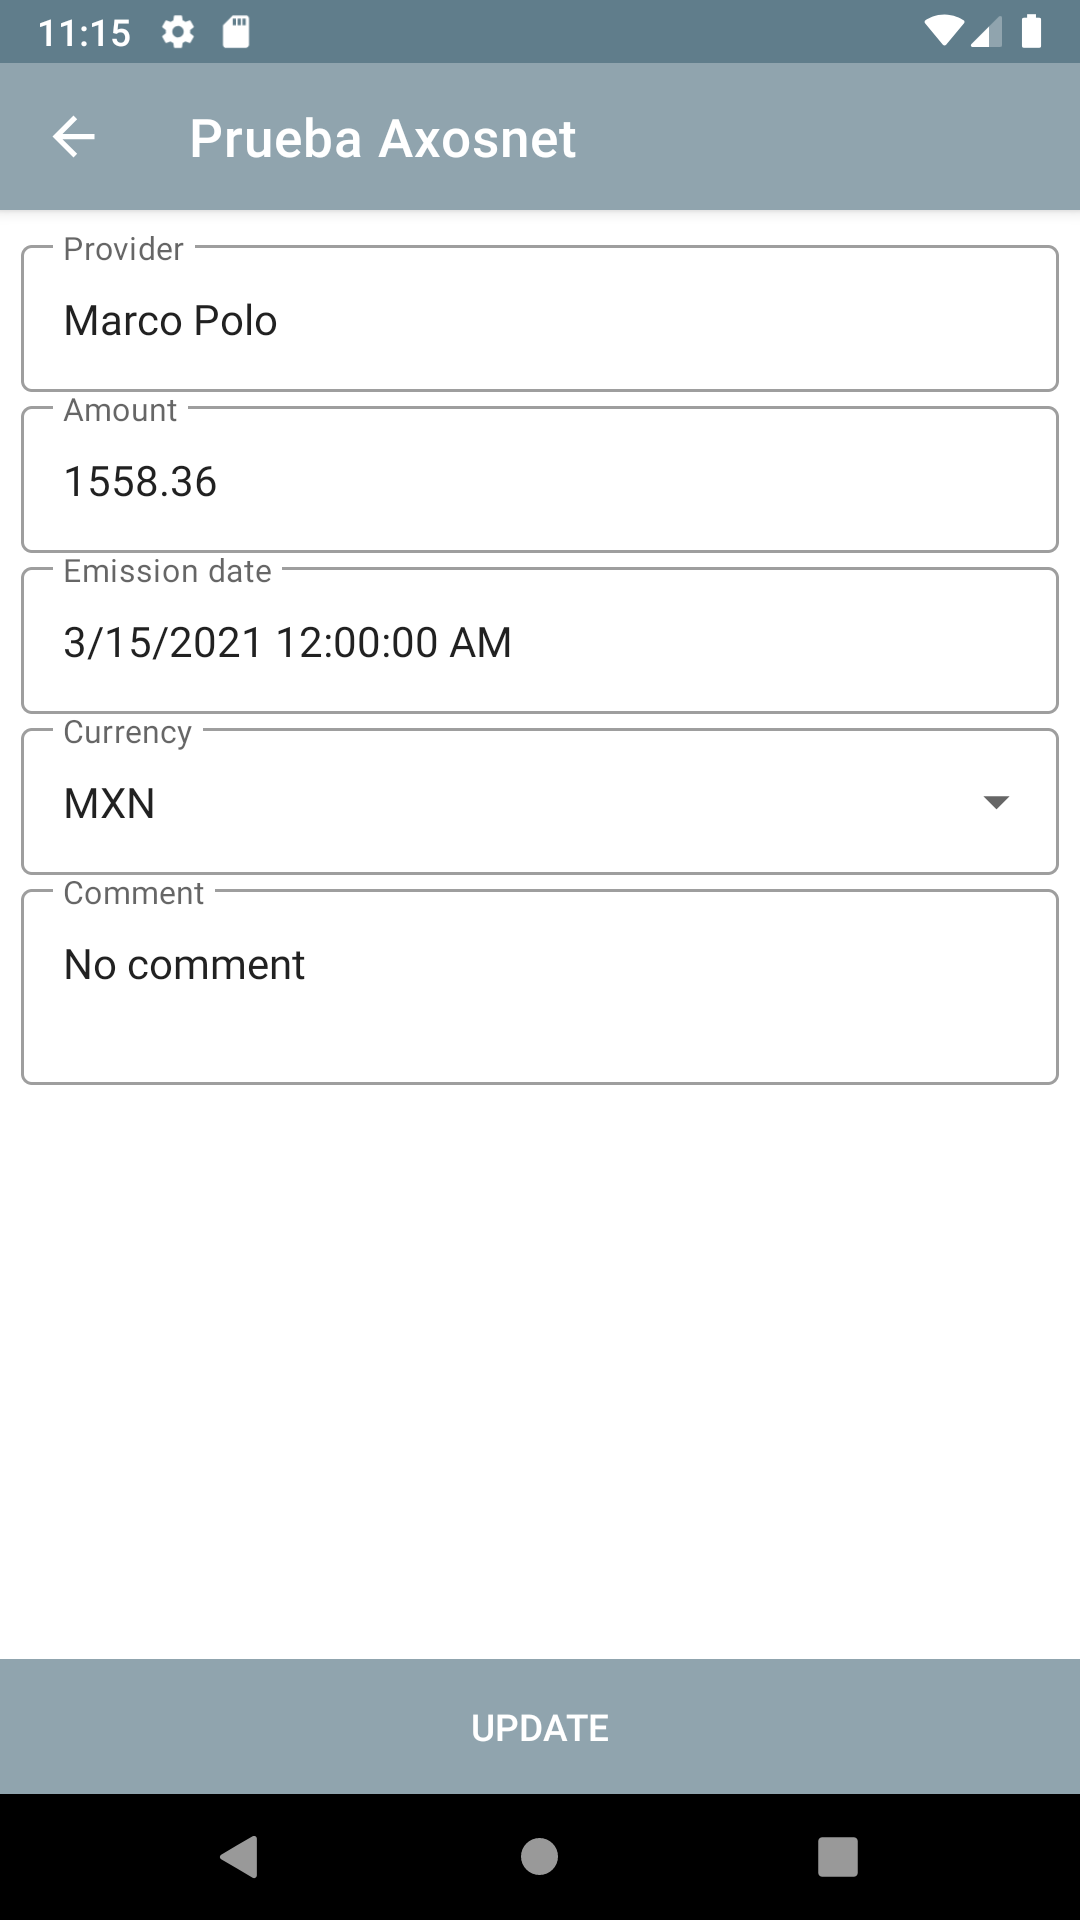 11:15
Prueba Axosnet
Provider
Marco Polo
Amount
1558.36
Emission date
3/15/2021 12:00:00 AM
Currency
MXN
Comment
No comment
UPDATE